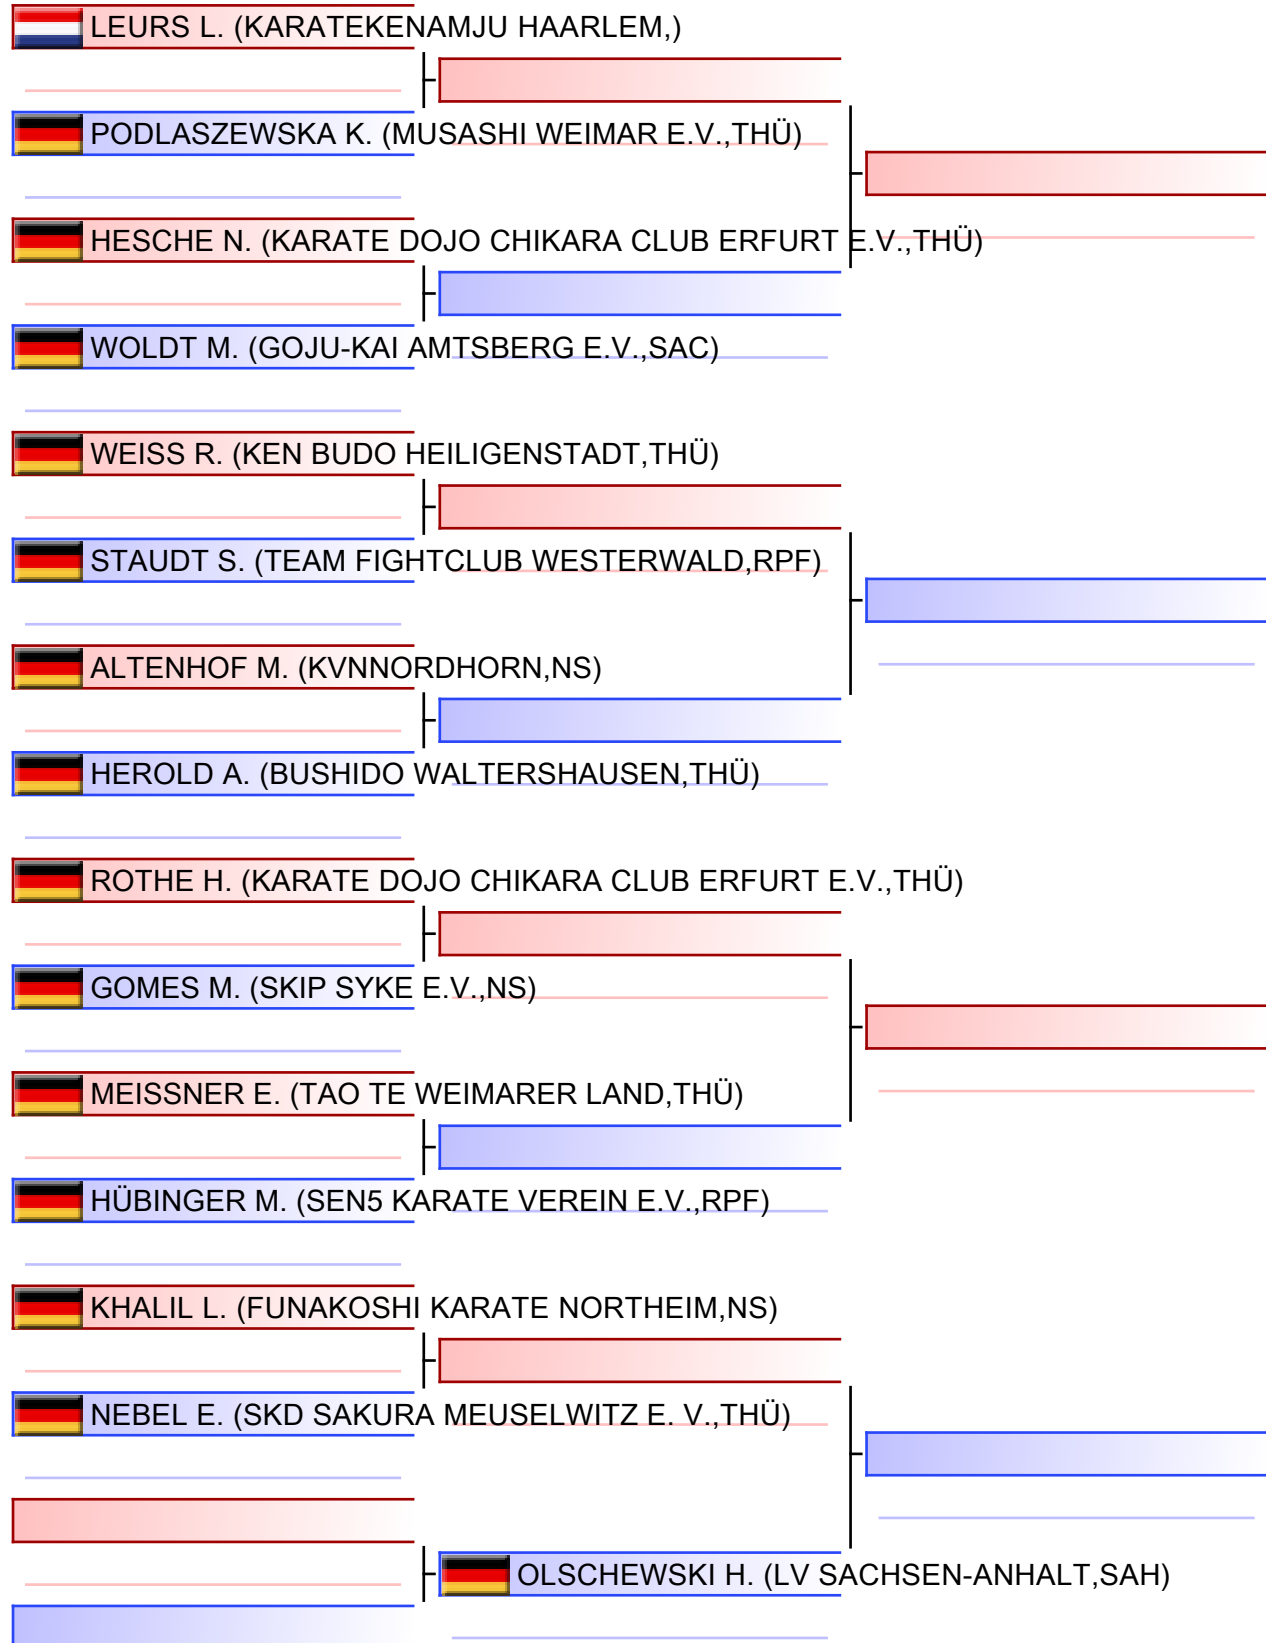 LEURS L. (KARATEKENAMJU HAARLEM,)
PODLASZEWSKA K. (MUSASHI WEIMAR E.V.,THÜ)
HESCHE N. (KARATE DOJO CHIKARA CLUB ERFURT E.V.,THÜ)
WOLDT M. (GOJU-KAI AMTSBERG E.V.,SAC)
WEISS R. (KEN BUDO HEILIGENSTADT,THÜ)
STAUDT S. (TEAM FIGHTCLUB WESTERWALD,RPF)
ALTENHOF M. (KVNNORDHORN,NS)
HEROLD A. (BUSHIDO WALTERSHAUSEN,THÜ)
ROTHE H. (KARATE DOJO CHIKARA CLUB ERFURT E.V.,THÜ)
GOMES M. (SKIP SYKE E.V.,NS)
MEISSNER E. (TAO TE WEIMARER LAND,THÜ)
HÜBINGER M. (SEN5 KARATE VEREIN E.V.,RPF)
KHALIL L. (FUNAKOSHI KARATE NORTHEIM,NS)
NEBEL E. (SKD SAKURA MEUSELWITZ E. V.,THÜ)
OLSCHEWSKI H. (LV SACHSEN-ANHALT,SAH)